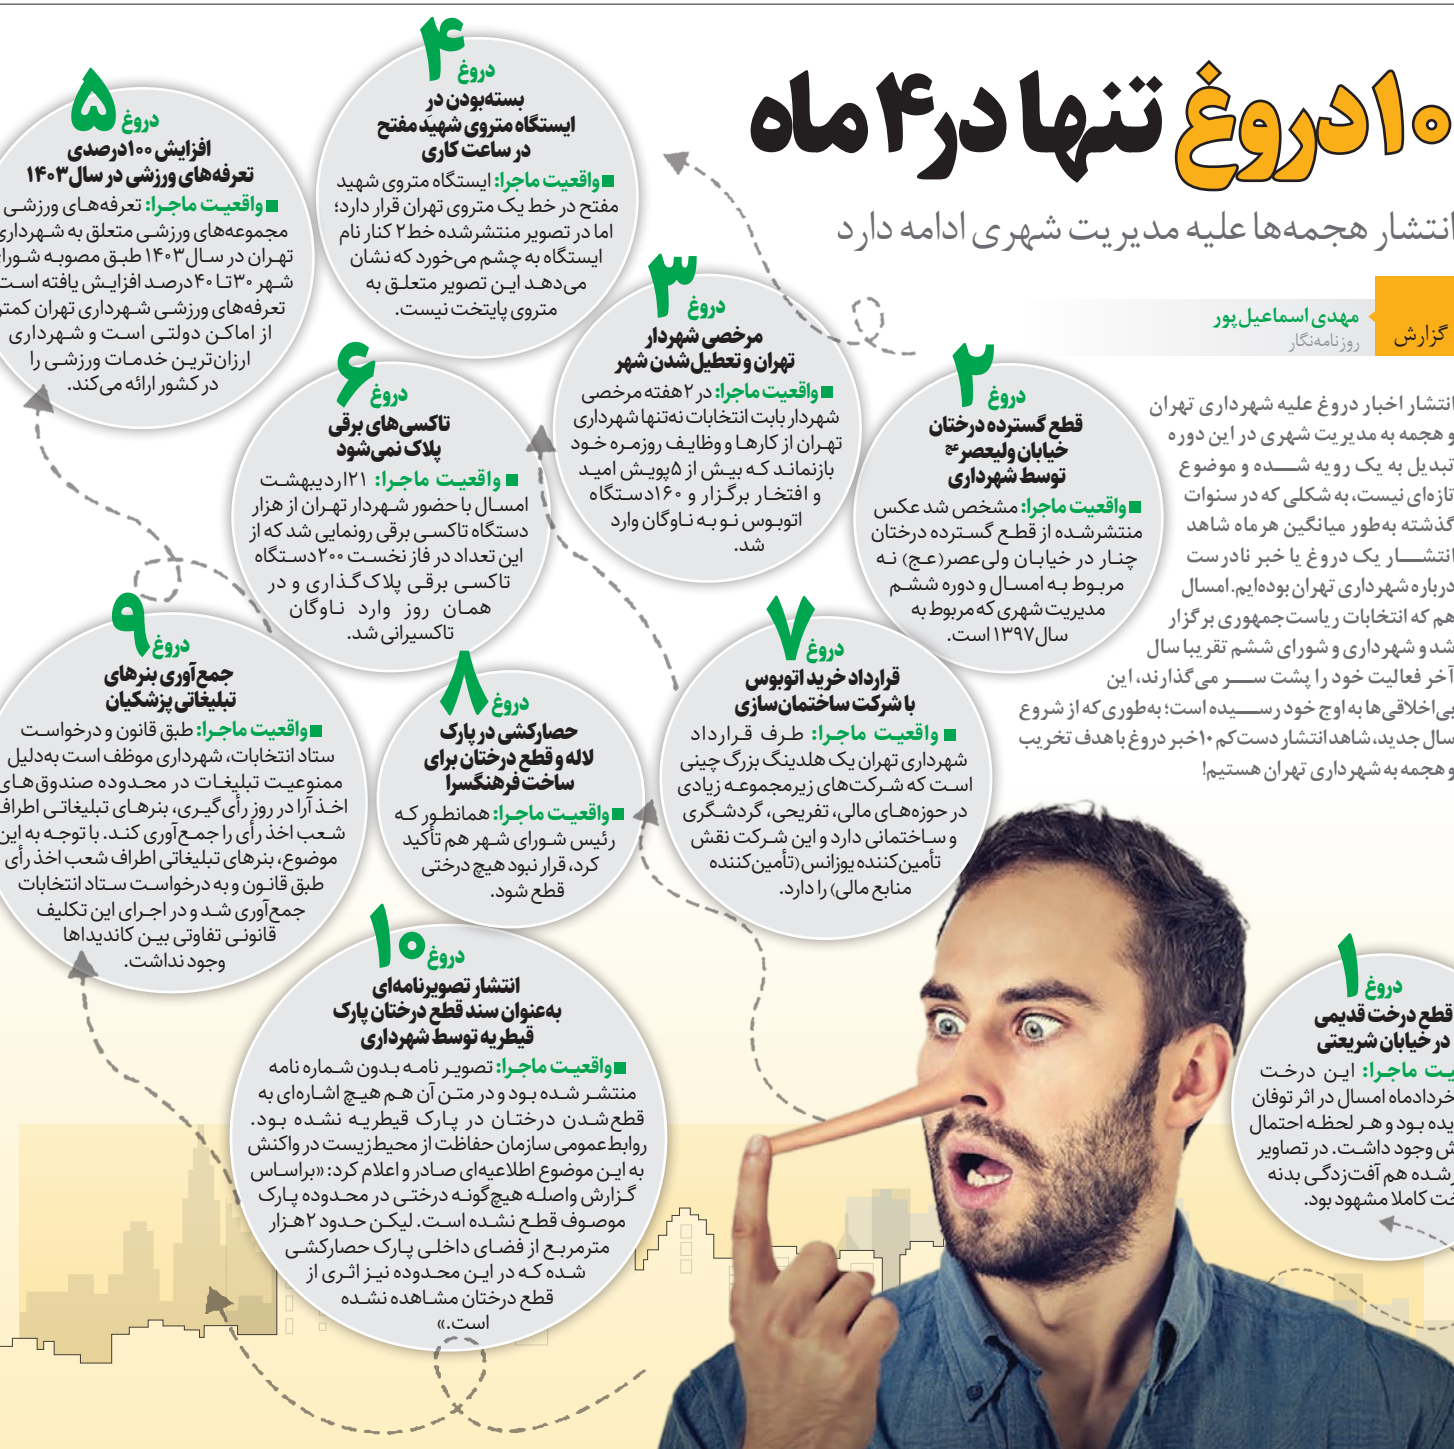 ۱۰ دروغ تنها در ۴ ماه
انتشار هجمه‌ها علیه مدیریت شهری ادامه دارد
گزارش
مهدی اسماعیل‌پور
روزنامه‌نگار
انتشار اخبار دروغ علیه شهرداری تهران
و هجمه به مدیریت شهری در این دوره
تبدیل به یک رویه شده و موضوع
تازه‌ای نیست، به شکلی که در سنوات
گذشته به‌طور میانگین هر ماه شاهد
انتشار یک دروغ یا خبر نادرست
درباره شهرداری تهران بوده‌ایم. امسال
هم که انتخابات ریاست‌جمهوری برگزار
شد و شهرداری و شورای ششم تقریبا سال
آخر فعالیت خود را پشت سر می‌گذارند، این
بی‌اخلاقی‌ها به اوج خود رسیده است؛ به‌طوری که از شروع
سال جدید، شاهد انتشار دست‌کم ۱۰ خبر دروغ با هدف تخریب
و هجمه به شهرداری تهران هستیم!
دروغ ۱
قطع درخت قدیمی
در خیابان شریعتی
ماجرا: این درخت
خردادماه امسال در اثر توفان
بود و هر لحظه احتمال
وجود داشت. در تصاویر
هم آفت‌زدگی بدنه
کاملا مشهود بود.
دروغ ۲
قطع گسترده درختان
خیابان ولیعصر عج
توسط شهرداری
واقعیت ماجرا: مشخص شد عکس
منتشرشده از قطع گسترده درختان
چنار در خیابان ولی‌عصر(عج) نه
مربوط به امسال و دوره ششم
مدیریت شهری که مربوط به
سال ۱۳۹۷ است.
دروغ ۳
مرخصی شهردار
تهران و تعطیل‌شدن شهر
واقعیت ماجرا: در ۲ هفته مرخصی
شهردار بابت انتخابات نه‌تنها شهرداری
تهران از کارها و وظایف روزمره خود
بازنماند که بیش از ۵ پویش امید
و افتخار برگزار و ۱۶۰ دستگاه
اتوبوس نو به ناوگان وارد
شد.
دروغ ۴
بسته‌بودن درِ
ایستگاه متروی شهید مفتح
در ساعت کاری
واقعیت ماجرا: ایستگاه متروی شهید
مفتح در خط یک متروی تهران قرار دارد؛
اما در تصویر منتشرشده خط ۲ کنار نام
ایستگاه به چشم می‌خورد که نشان
می‌دهد این تصویر متعلق به
متروی پایتخت نیست.
دروغ ۵
افزایش ۱۰۰درصدی
تعرفه‌های ورزشی در سال ۱۴۰۳
واقعیت ماجرا: تعرفه‌های ورزشی
مجموعه‌های ورزشی متعلق به شهرداری
تهران در سال ۱۴۰۳ طبق مصوبه شورای
شهر ۳۰ تا ۴۰ درصد افزایش یافته است.
تعرفه‌های ورزشی شهرداری تهران کمتر
از اماکن دولتی است و شهرداری
ارزان‌ترین خدمات ورزشی را
در کشور ارائه می‌کند.
دروغ ۶
تاکسی‌های برقی
پلاک نمی‌شود
واقعیت ماجرا: ۲۱ اردیبهشت
امسال با حضور شهردار تهران از هزار
دستگاه تاکسی برقی رونمایی شد که از
این تعداد در فاز نخست ۲۰۰ دستگاه
تاکسی برقی پلاک‌گذاری و در
همان روز وارد ناوگان
تاکسیرانی شد.
دروغ ۷
قرارداد خرید اتوبوس
با شرکت ساختمان‌سازی
واقعیت ماجرا: طرف قرارداد
شهرداری تهران یک هلدینگ بزرگ چینی
است که شرکت‌های زیرمجموعه زیادی
در حوزه‌های مالی، تفریحی، گردشگری
و ساختمانی دارد و این شرکت نقش
تأمین‌کننده یوزانس (تأمین‌کننده
منابع مالی) را دارد.
دروغ ۸
حصارکشی در پارک
لاله و قطع درختان برای
ساخت فرهنگسرا
واقعیت ماجرا: همانطور که
رئیس شورای شهر هم تأکید
کرد، قرار نبود هیچ درختی
قطع شود.
دروغ ۹
جمع‌آوری بنرهای
تبلیغاتی پزشکیان
واقعیت ماجرا: طبق قانون و درخواست
ستاد انتخابات، شهرداری موظف است به‌دلیل
ممنوعیت تبلیغات در محدوده صندوق‌های
اخذ آرا در روز رأی‌گیری، بنرهای تبلیغاتی اطراف
شعب اخذ رأی را جمع‌آوری کند. با توجه به این
موضوع، بنرهای تبلیغاتی اطراف شعب اخذ رأی
طبق قانون و به درخواست ستاد انتخابات
جمع‌آوری شد و در اجرای این تکلیف
قانونی تفاوتی بین کاندیداها
وجود نداشت.
دروغ ۱۰
انتشار تصویرنامه‌ای
به‌عنوان سند قطع درختان پارک
قیطریه توسط شهرداری
واقعیت ماجرا: تصویر نامه بدون شماره نامه
منتشر شده بود و در متن آن هم هیچ اشاره‌ای به
قطع‌شدن درختان در پارک قیطریه نشده بود.
روابط‌عمومی سازمان حفاظت از محیط‌زیست در واکنش
به این موضوع اطلاعیه‌ای صادر و اعلام کرد: «براساس
گزارش واصله هیچ‌گونه درختی در محدوده پارک
موصوف قطع نشده است. لیکن حدود ۲ هزار
مترمربع از فضای داخلی پارک حصارکشی
شده که در این محدوده نیز اثری از
قطع درختان مشاهده نشده
است.»